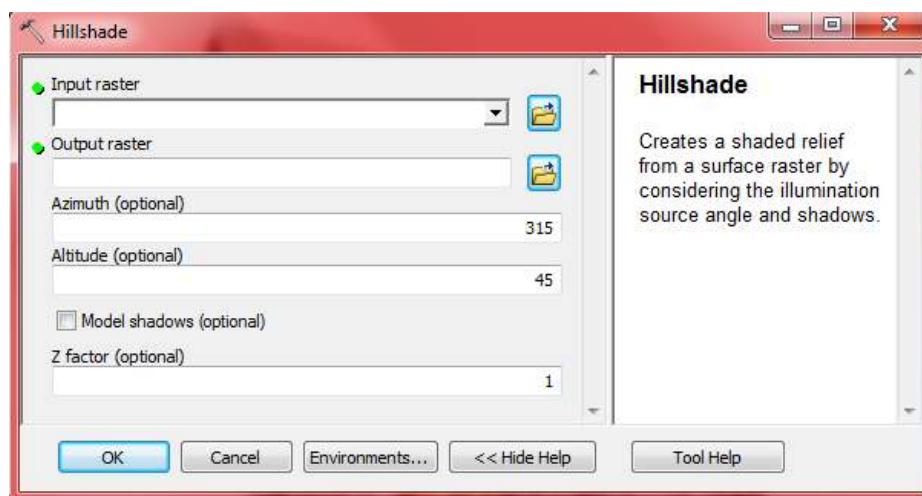 Hillshade
Input raster
Output raster
Azimuth (optional)
315
Altitude (optional)
45
Model shadows (optional)
Z factor (optional)
1
Hillshade
Creates a shaded relief
from a surface raster by
considering the illumination
source angle and shadows.
OK
Cancel
Environments...
<< Hide Help
Tool Help